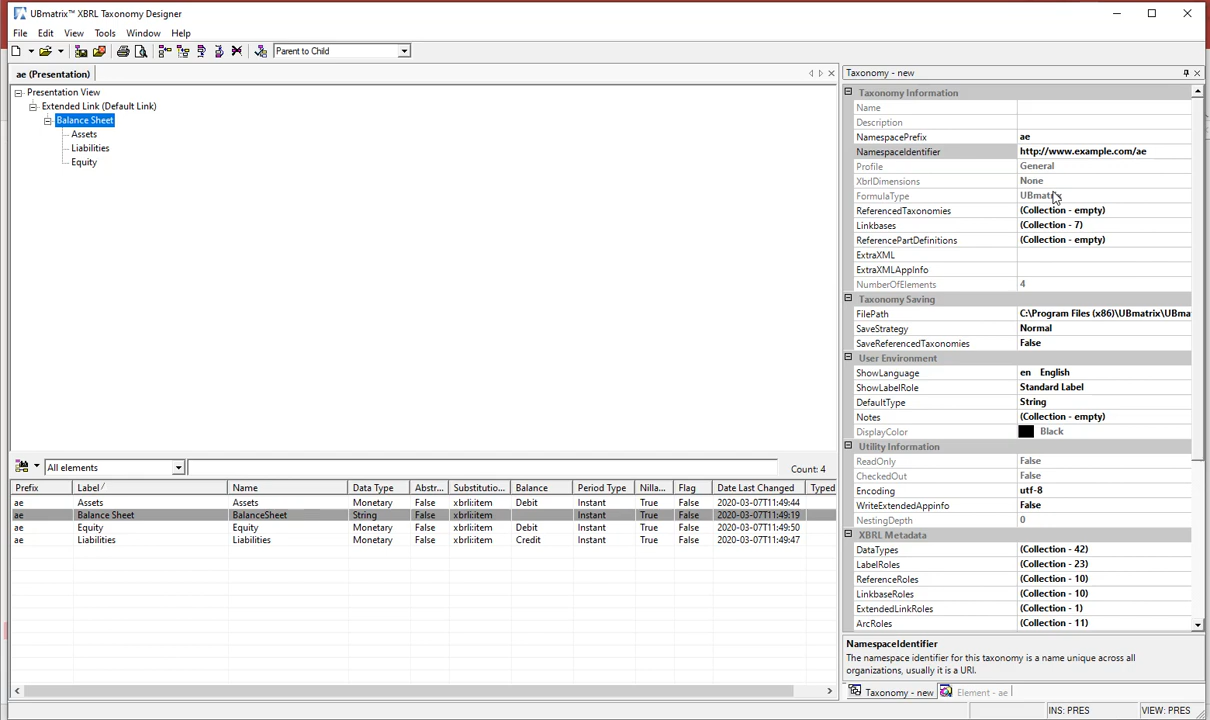 UBmatrix™ XBRL Taxonomy Designer
File Edit View Tools Window Help
Parent to Child
ae (Presentation)
Presentation View
Extended Link (Default Link)
Balance Sheet
Assets
Liabilities
Equity
All elements
Count: 4
Prefix Label Name Data Type Abstr... Substitutio... Balance Period Type Nilla... Flag Date Last Changed Typed
ae Assets Assets Monetary False xbrli:item Debit Instant True False 2020-03-07T11:49:44
ae Balance Sheet BalanceSheet String False xbrli:item Instant True False 2020-03-07T11:49:19
ae Equity Equity Monetary False xbrli:item Debit Instant True False 2020-03-07T11:49:50
ae Liabilities Liabilities Monetary False xbrli:item Credit Instant True False 2020-03-07T11:49:47
Taxonomy - new
Taxonomy Information
Name
Description
NamespacePrefix ae
NamespaceIdentifier http://www.example.com/ae
Profile General
XbrlDimensions None
FormulaType UBmatrix
ReferencedTaxonomies (Collection - empty)
Linkbases (Collection - 7)
ReferencePartDefinitions (Collection - empty)
ExtraXML
ExtraXMLAppInfo
NumberOfElements 4
Taxonomy Saving
FilePath C:\Program Files (x86)\UBmatrix\UBma
SaveStrategy Normal
SaveReferencedTaxonomies False
User Environment
ShowLanguage en English
ShowLabelRole Standard Label
DefaultType String
Notes (Collection - empty)
DisplayColor Black
Utility Information
ReadOnly False
CheckedOut False
Encoding utf-8
WriteExtendedAppinfo False
NestingDepth 0
XBRL Metadata
DataTypes (Collection - 42)
LabelRoles (Collection - 23)
ReferenceRoles (Collection - 10)
LinkbaseRoles (Collection - 10)
ExtendedLinkRoles (Collection - 1)
ArcRoles (Collection - 11)
NamespaceIdentifier
The namespace identifier for this taxonomy is a name unique across all
organizations, usually it is a URI.
Taxonomy - new Element - ae
INS: PRES VIEW: PRES